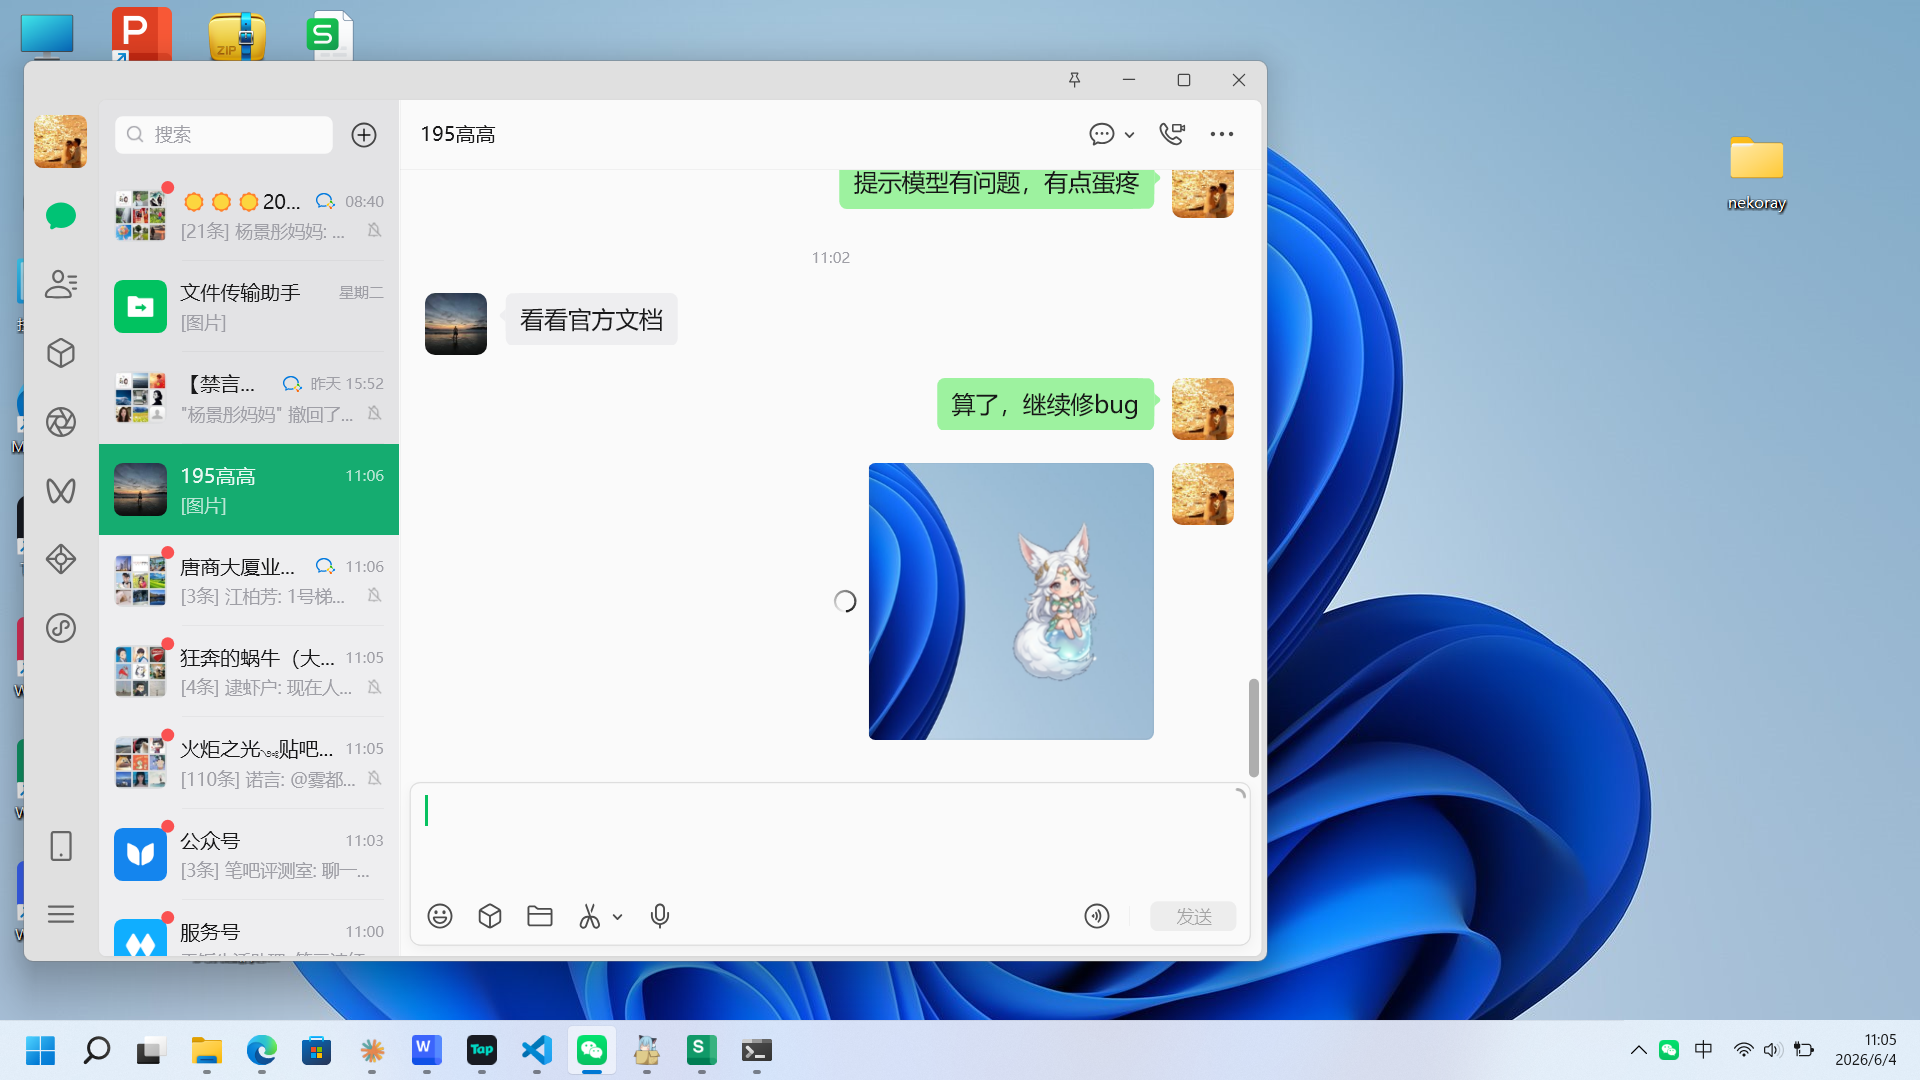 搜索
20...
08:40
[21条] 杨景彤妈妈: ...
文件传输助手
星期二
[图片]
【禁言...
昨天 15:52
"杨景彤妈妈" 撤回了...
195高高
11:06
[图片]
唐商大厦业...
11:06
[3条] 江柏芳: 1号梯...
狂奔的蜗牛（大...
11:05
[4条] 逮虾户: 现在人...
火炬之光 贴吧...
11:05
[110条] 诺言: @雾都...
公众号
11:03
[3条] 笔吧评测室: 聊一...
服务号
11:00
195高高
提示模型有问题，有点蛋疼
11:02
看看官方文档
算了，继续修bug
发送
nekoray
P
ZIP
S
W
Tap
S
中
11:05
2026/6/4